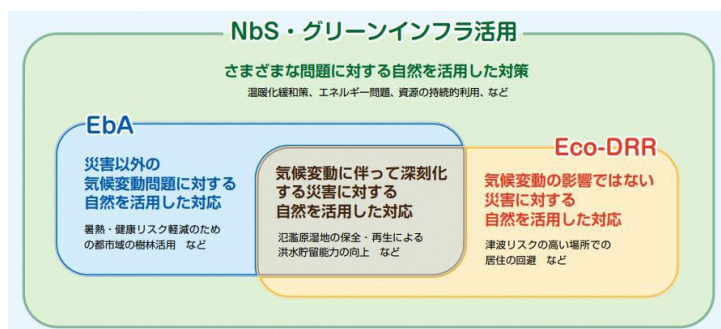 NbS・グリーンインフラ活用
さまざまな問題に対する自然を活用した対策
温暖化緩和策、エネルギー問題、資源の持続的利用、など
EbA
災害以外の
気候変動問題に対する
自然を活用した対応
暑熱・健康リスク軽減のため
の都市域の樹林活用　など
気候変動に伴って深刻化
する災害に対する
自然を活用した対応
氾濫原湿地の保全・再生による
洪水貯留能力の向上　など
Eco-DRR
気候変動の影響ではない
災害に対する
自然を活用した対応
津波リスクの高い場所での
居住の回避　など